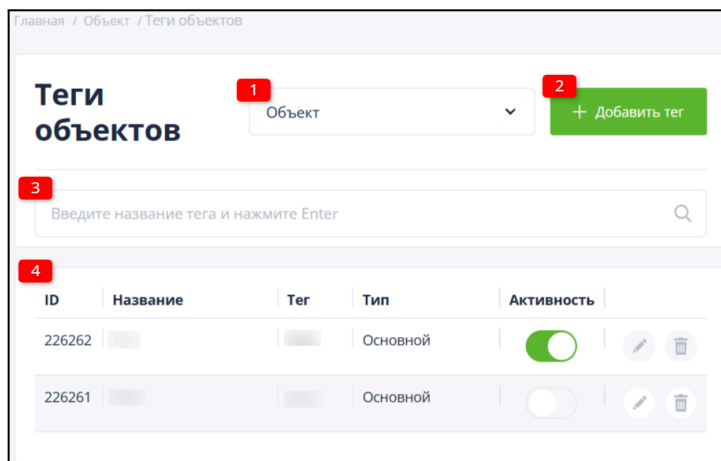 Главная / Объект / Теги объектов
Теги
объектов
1
Объект
2
+ Добавить тег
3
Введите название тега и нажмите Enter
4
ID Название Тег Тип Активность
226262 Основной
226261 Основной